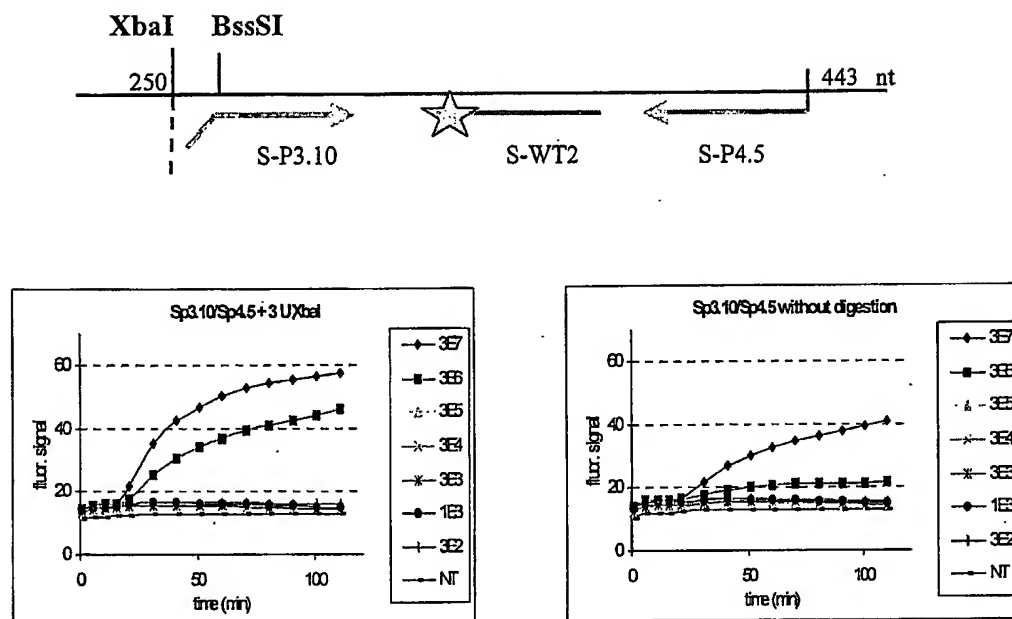 XbaI BssSI
250
443 nt
S-P3.10
S-WT2
S-P4.5
Sp3.10/Sp4.5 + 3 UXbaI
60
40
20
0
fluor. signal
0
50
100
time (min)
3E7
3E6
3E5
3E4
3E3
1E3
3E2
NT
Sp3.10/Sp4.5 without digestion
60
40
20
0
fluor. signal
0
50
100
time (min)
3E7
3E6
3E5
3E4
3E3
1E3
3E2
NT